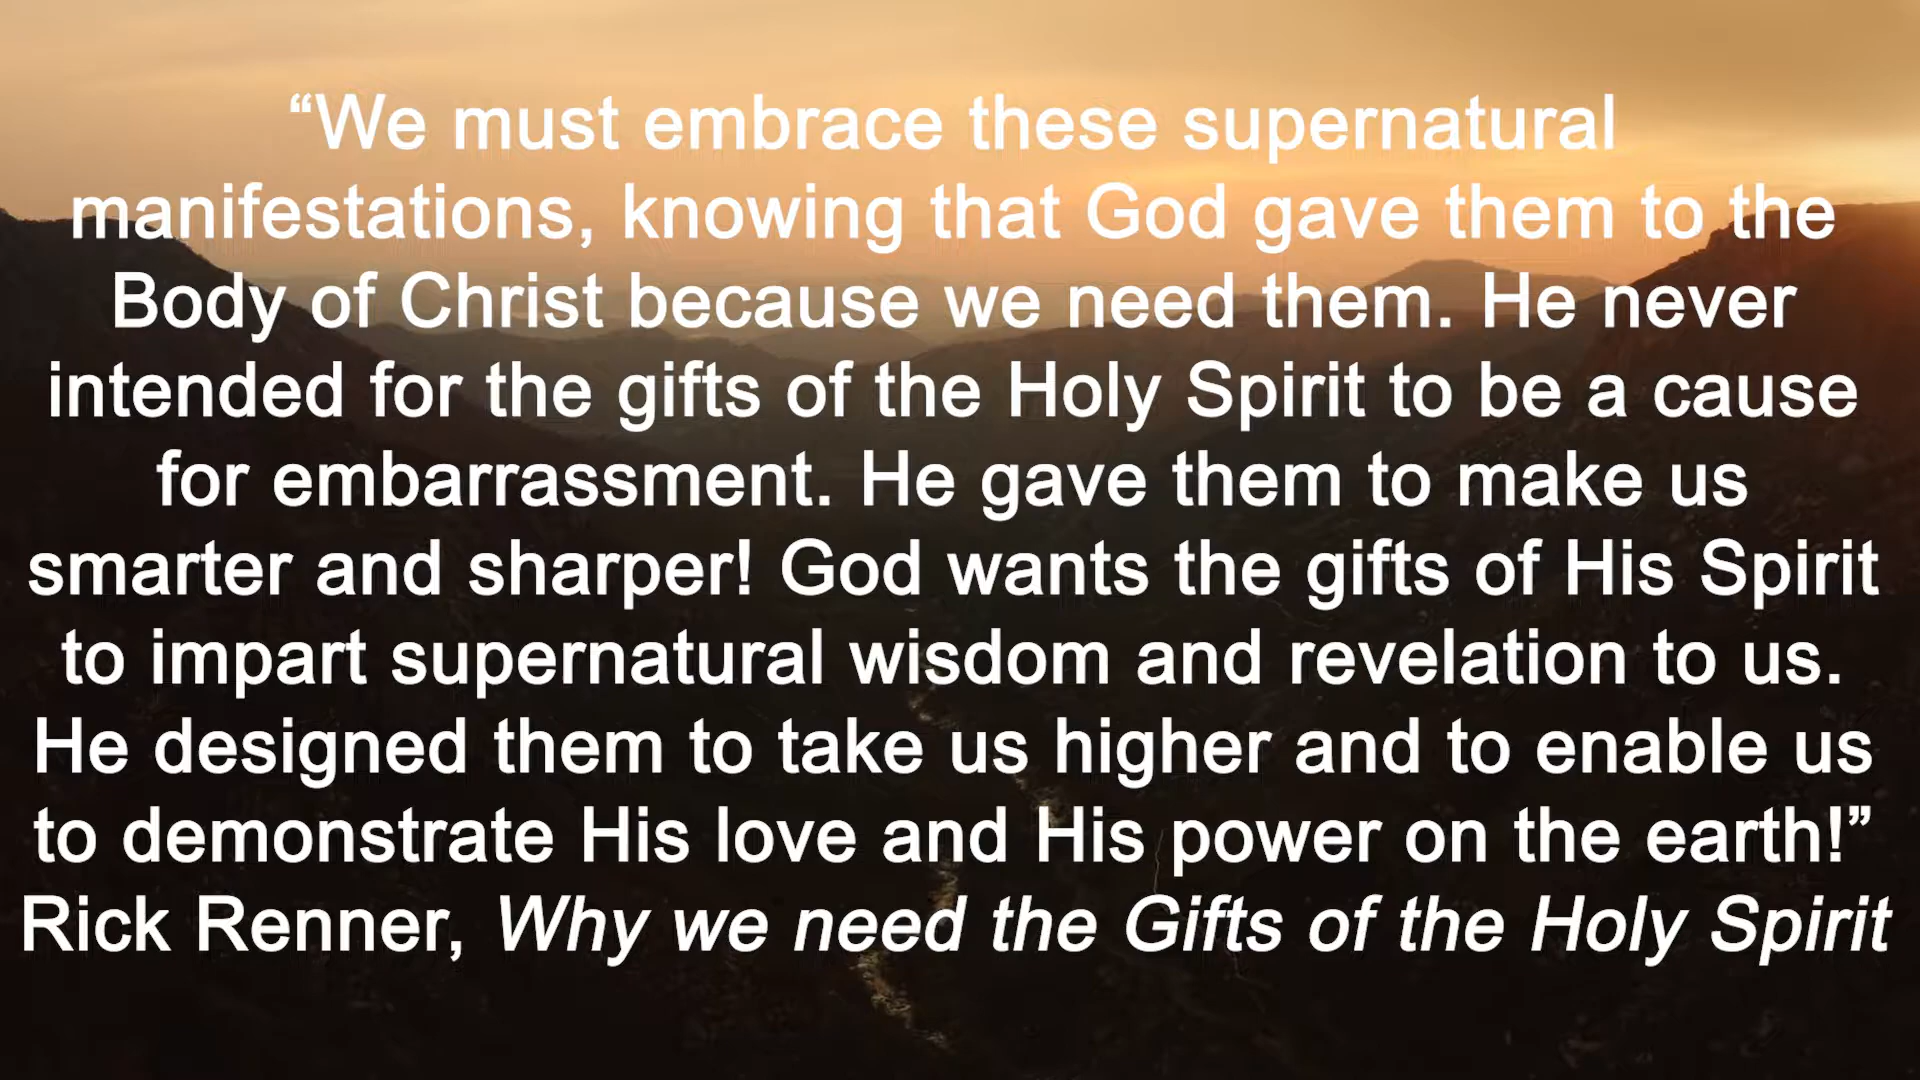 “We must embrace these supernatural
manifestations, knowing that God gave them to the
Body of Christ because we need them. He never
intended for the gifts of the Holy Spirit to be a cause
for embarrassment. He gave them to make us
smarter and sharper! God wants the gifts of His Spirit
to impart supernatural wisdom and revelation to us.
He designed them to take us higher and to enable us
to demonstrate His love and His power on the earth!”
Rick Renner, Why we need the Gifts of the Holy Spirit